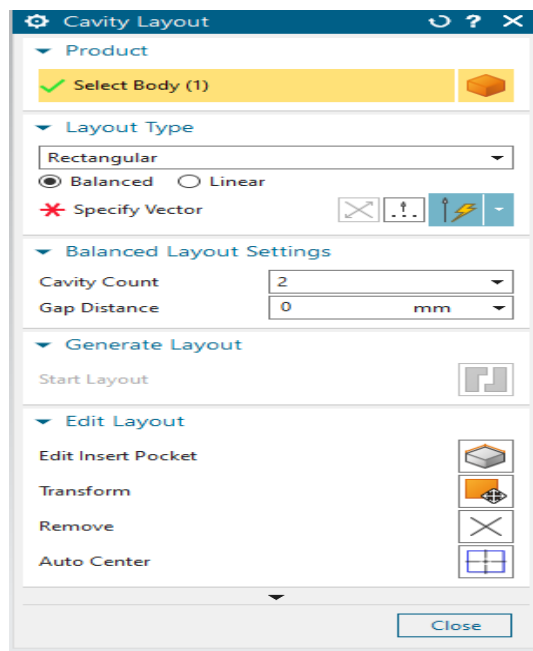 Cavity Layout ?
Product
Select Body (1)
Layout Type
Rectangular
Balanced Linear
Specify Vector
Balanced Layout Settings
Cavity Count 2
Gap Distance 0 mm
Generate Layout
Start Layout
Edit Layout
Edit Insert Pocket
Transform
Remove
Auto Center
Close